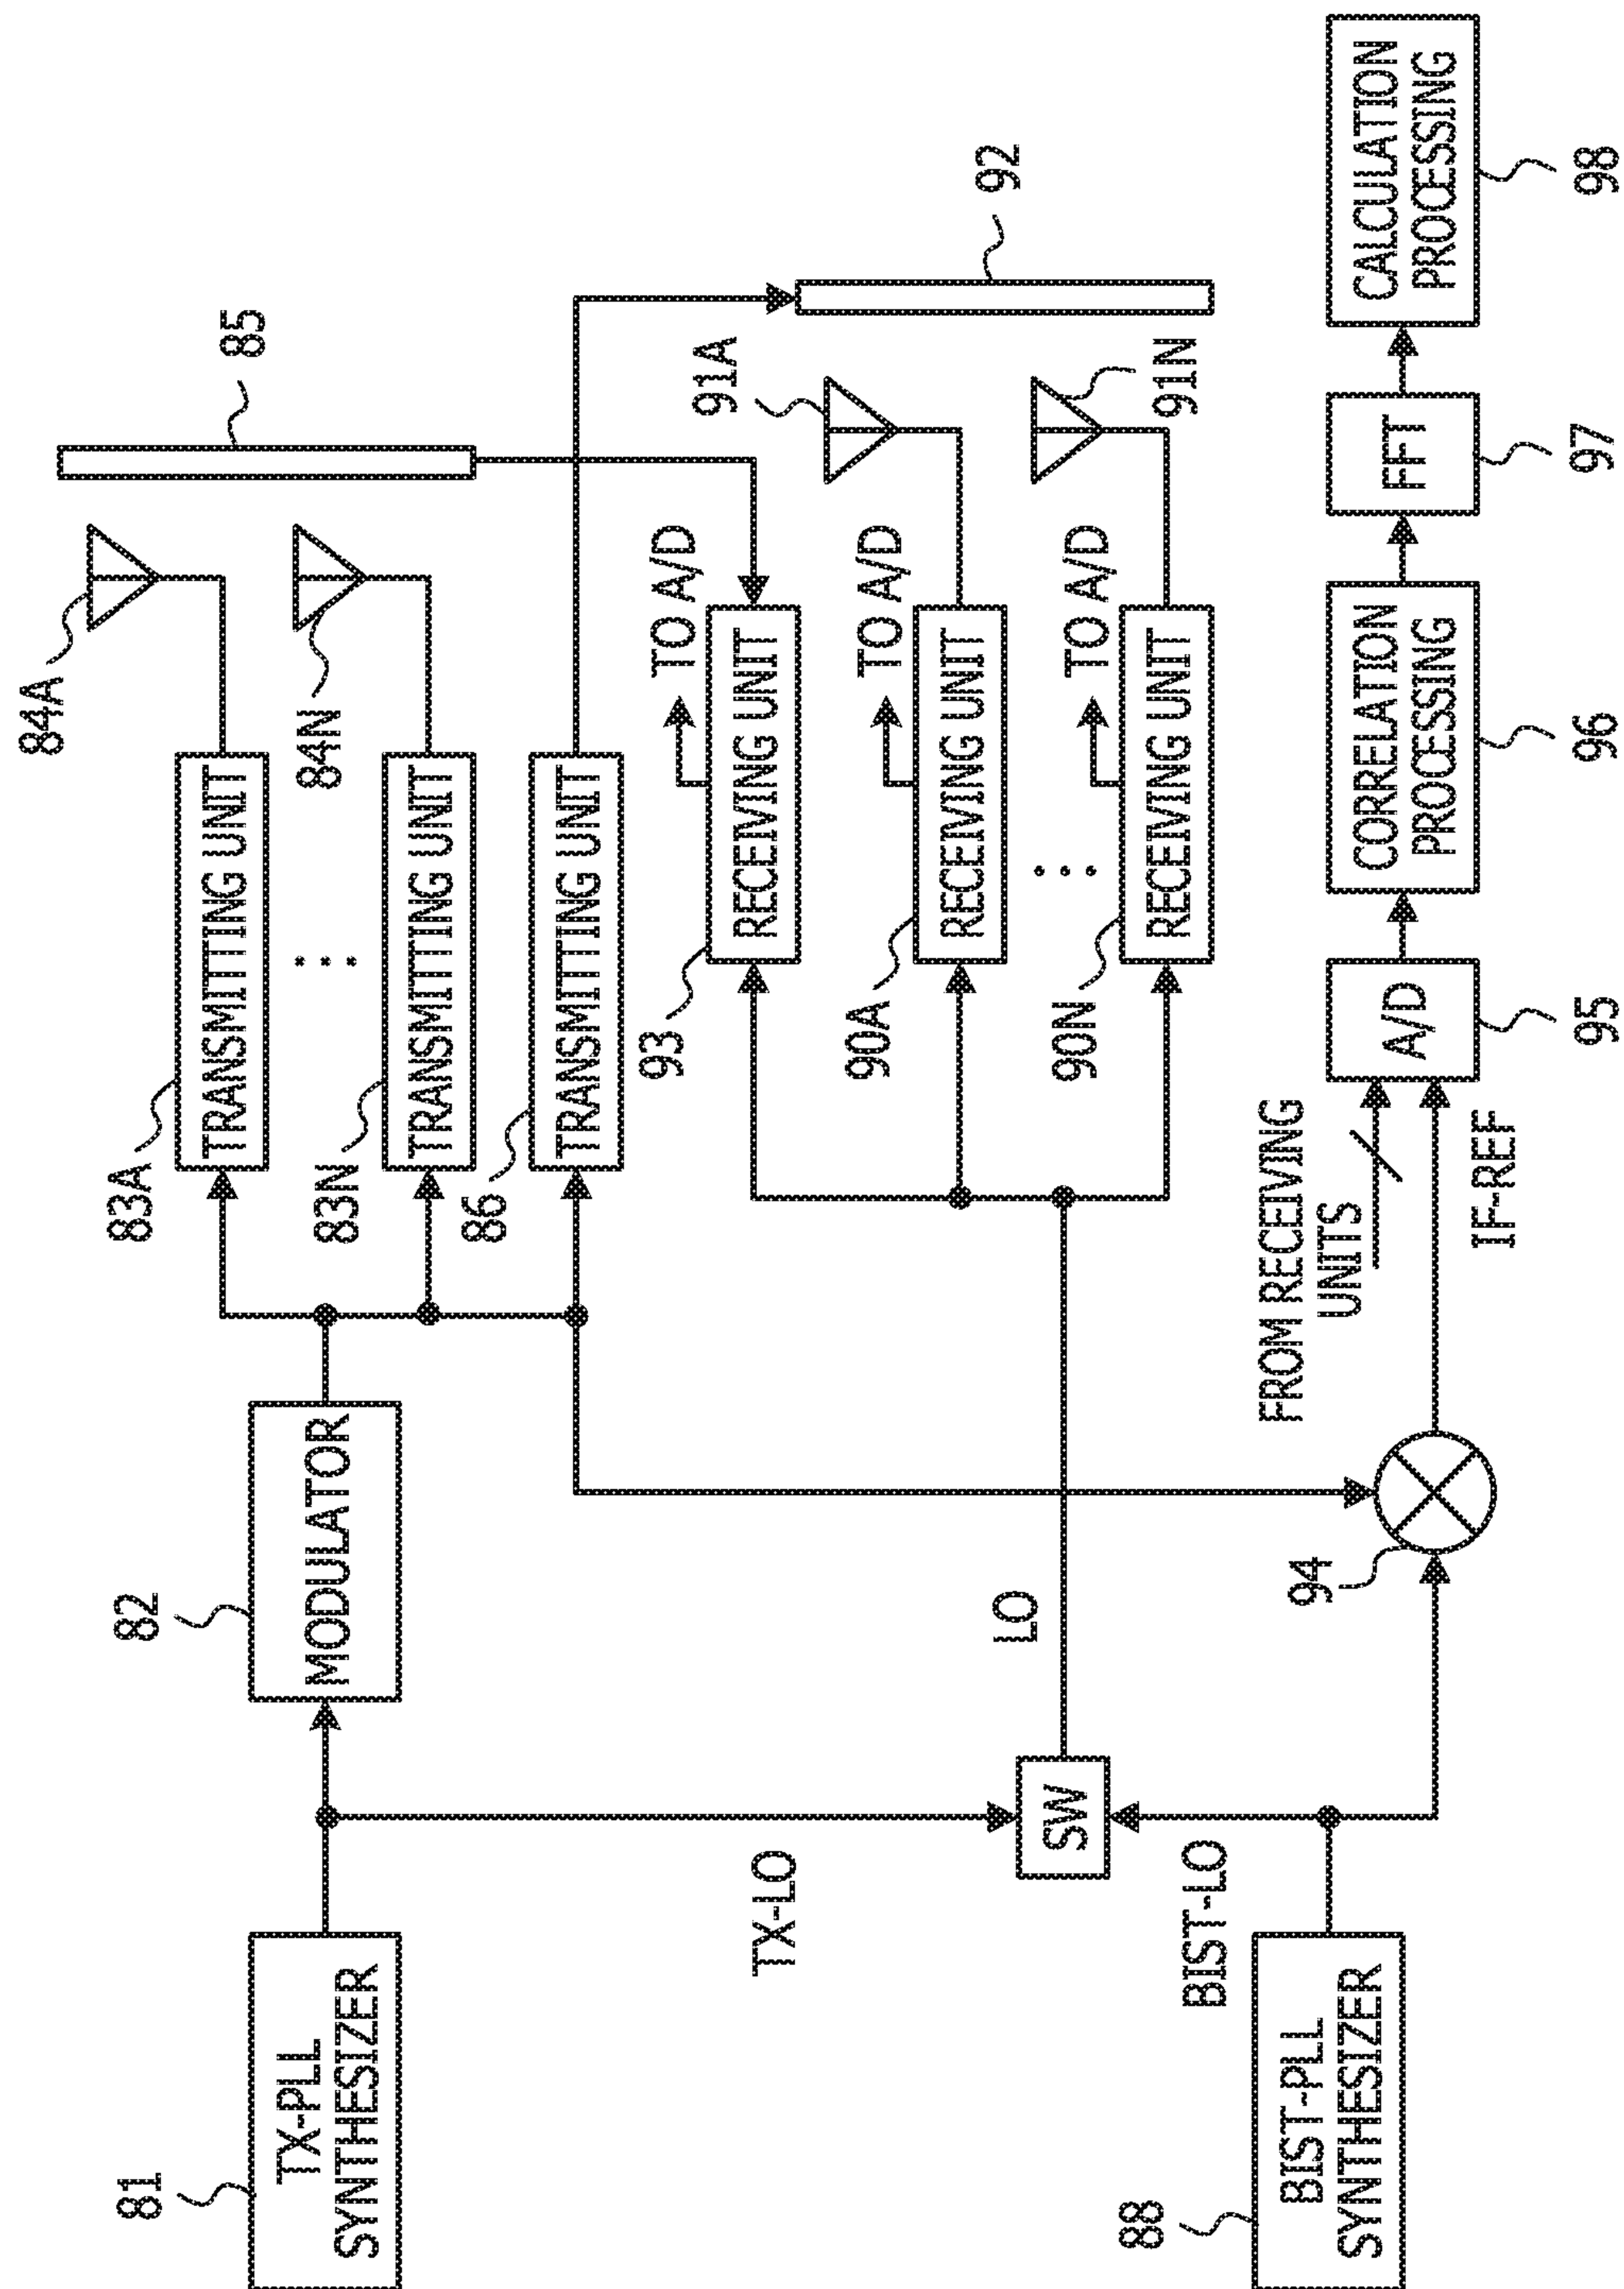 81
TX-PLL
SYNTHESIZER
82
MODULATOR
83A
TRANSMITTING UNIT
84A
83N
TRANSMITTING UNIT
84N
85
86
TRANSMITTING UNIT
93
RECEIVING UNIT
TO A/D
90A
RECEIVING UNIT
TO A/D
91A
90N
RECEIVING UNIT
TO A/D
91N
92
TX-LO
SW
LO
BIST-LO
88
BIST-PLL
SYNTHESIZER
94
FROM RECEIVING
UNITS
IF-REF
A/D
95
CORRELATION
PROCESSING
96
FFT
97
CALCULATION
PROCESSING
98